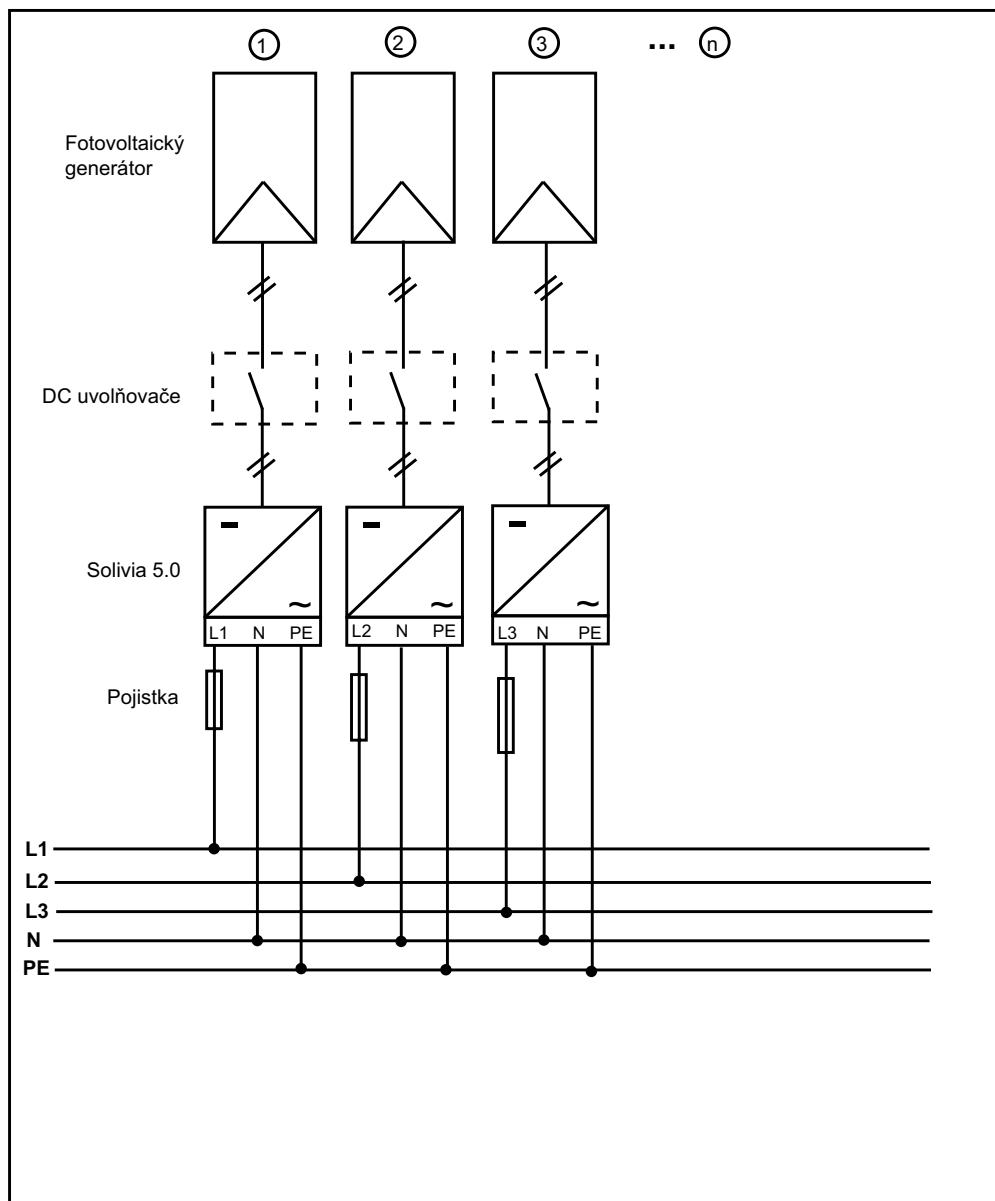 1 2 3 ... n
Fotovoltaický
generátor
DC uvolňovače
Solivia 5.0
L1 N PE L2 N PE L3 N PE
Pojistka
L1
L2
L3
N
PE